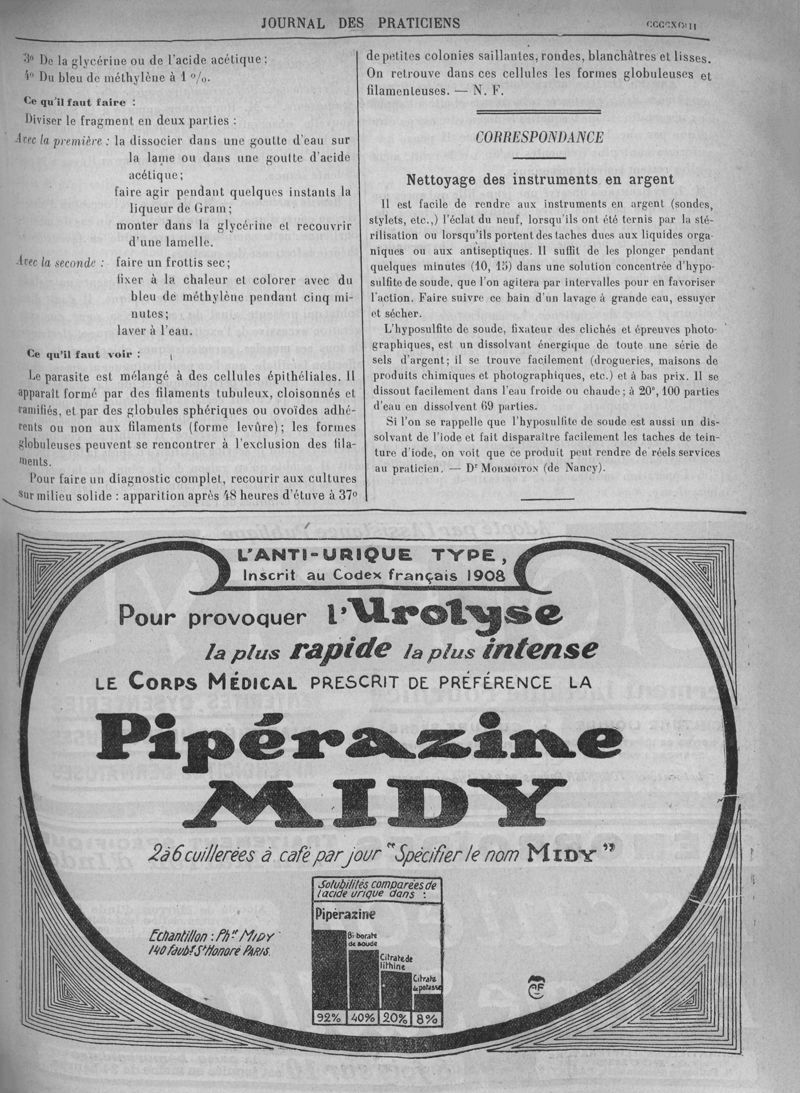 JOURNAL DES PRATICIENS
3º De la glycérine ou de l'acide acétique;
4º Du bleu de méthylène à 1 º/o.
Ce qu'il faut faire :
Diviser le fragment en deux parties :
Avec la première : la dissocier dans une goutte d'eau sur
la lame ou dans une goutte d'acide
acétique;
faire agir pendant quelques instants la
liqueur de Gram;
monter dans la glycérine et recouvrir
d'une lamelle.
Avec la seconde : faire un frottis sec;
fixer à la chaleur et colorer avec du
bleu de méthylène pendant cinq mi-
nutes;
laver à l'eau.
Ce qu'il faut voir :
Le parasite est mélangé à des cellules épithéliales. Il
apparaît formé par des filaments tubuleux, cloisonnés et
ramifiés, et par des globules sphériques ou ovoïdes adhé-
rents ou non aux filaments (forme levûre); les formes
globuleuses peuvent se rencontrer à l'exclusion des fila-
ments.
Pour faire un diagnostic complet, recourir aux cultures
sur milieu solide : apparition après 48 heures d'étuve à 37º
de petites colonies saillantes, rondes, blanchâtres et lisses.
On retrouve dans ces cellules les formes globuleuses et
filamenteuses. — N. F.
CORRESPONDANCE
Nettoyage des instruments en argent
Il est facile de rendre aux instruments en argent (sondes,
stylets, etc.,) l'éclat du neuf, lorsqu'ils ont été ternis par la sté-
rilisation ou lorsqu'ils portent des taches dues aux liquides orga-
niques ou aux antiseptiques. Il suffit de les plonger pendant
quelques minutes (10, 15) dans une solution concentrée d'hypo-
sulfite de soude, que l'on agitera par intervalles pour en favoriser
l'action. Faire suivre ce bain d'un lavage à grande eau, essuyer
et sécher.
L'hyposulfite de soude, fixateur des clichés et épreuves photo-
graphiques, est un dissolvant énergique de toute une série de
sels d'argent; il se trouve facilement (drogueries, maisons de
produits chimiques et photographiques, etc.) et à bas prix. Il se
dissout facilement dans l'eau froide ou chaude; à 20º, 100 parties
d'eau en dissolvent 69 parties.
Si l'on se rappelle que l'hyposulfite de soude est aussi un dis-
solvant de l'iode et fait disparaître facilement les taches de tein-
ture d'iode, on voit que ce produit peut rendre de réels services
au praticien. — Dr MORMOITON (de Nancy).
L'ANTI-URIQUE TYPE,
Inscrit au Codex français 1908
Pour provoquer l'Urolyse
la plus rapide la plus intense
LE CORPS MÉDICAL PRESCRIT DE PRÉFÉRENCE LA
Pipérazine
MIDY
2 à 6 cuillerées à café par jour "Spécifier le nom MIDY"
Solubilités comparées de
l'acide urique dans :
Pipérazine
Bi-borate
de soude
Citrate de
lithine
Citrate
de potasse
92% 40% 20% 8%
Echantillon : Phie MIDY
140 faubg St Honoré PARIS.